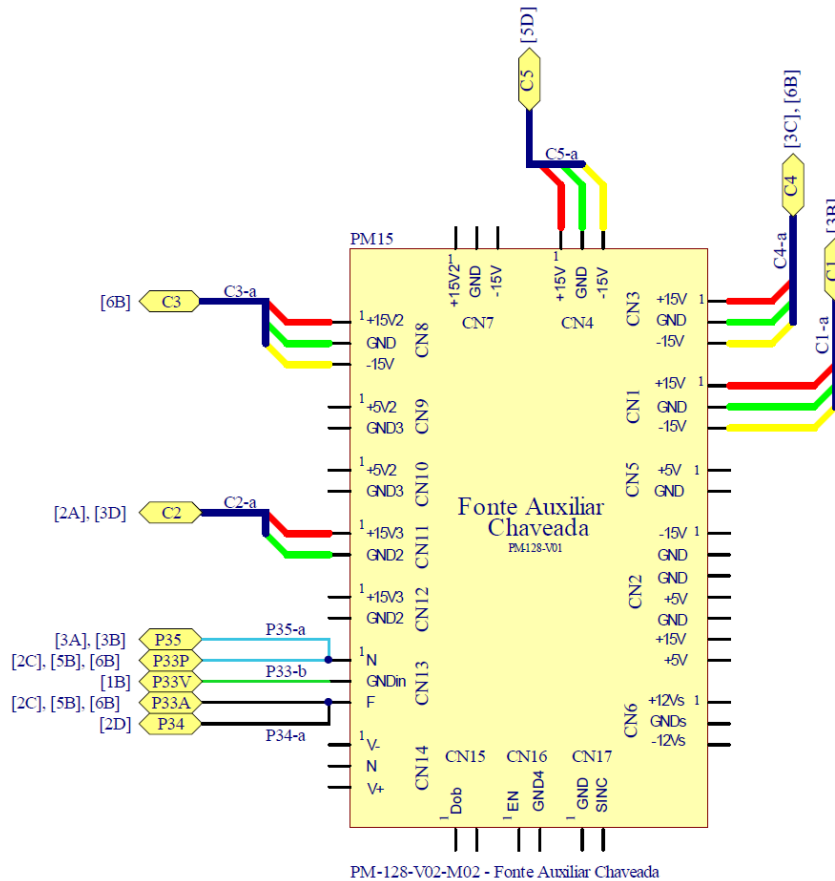 [5D]
C5
C5-a
[3C], [6B]
C4
C4-a
[3B]
C1
C1-a
PM15
1 +15V2
GND
-15V
CN7
1 +15V
GND
-15V
CN4
[6B]
C3
C3-a
1 +15V2
GND
-15V
CN8
CN3
+15V 1
GND
-15V
1 +5V2
GND3
CN9
CN1
+15V 1
GND
-15V
1 +5V2
GND3
CN10
CN5
+5V 1
GND
[2A], [3D]
C2
C2-a
1 +15V3
GND2
CN11
Fonte Auxiliar
Chaveada
PM-128-V01
CN2
-15V 1
GND
GND
+5V
GND
+15V
+5V
1 +15V3
GND2
CN12
[3A], [3B] P35 P35-a
[2C], [5B], [6B] P33P 1 N
[1B] P33V P33-b GNDin
[2C], [5B], [6B] P33A F
[2D] P34 P34-a
CN13
CN6
+12Vs 1
GNDs
-12Vs
1 V-
N
V+
CN14
CN15
1 Dob
CN16
1 EN
GND4
CN17
1 GND
SINC
PM-128-V02-M02 - Fonte Auxiliar Chaveada